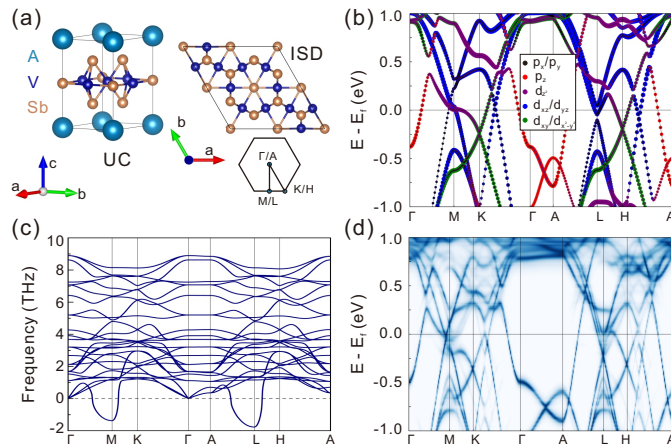 (a)
A
V
Sb
UC
ISD
c
a
b
b
a
Γ/A
K/H
M/L
(b)
E - E_f (eV)
1.0
0.5
0.0
-0.5
-1.0
p_x/p_y
p_z
d_z²
d_xz/d_yz
d_xy/d_x²-y²
Γ M K Γ A L H A
(c)
Frequency (THz)
10
8
6
4
2
0
-2
Γ M K Γ A L H A
(d)
E - E_f (eV)
1.0
0.5
0.0
-0.5
-1.0
Γ M K Γ A L H A